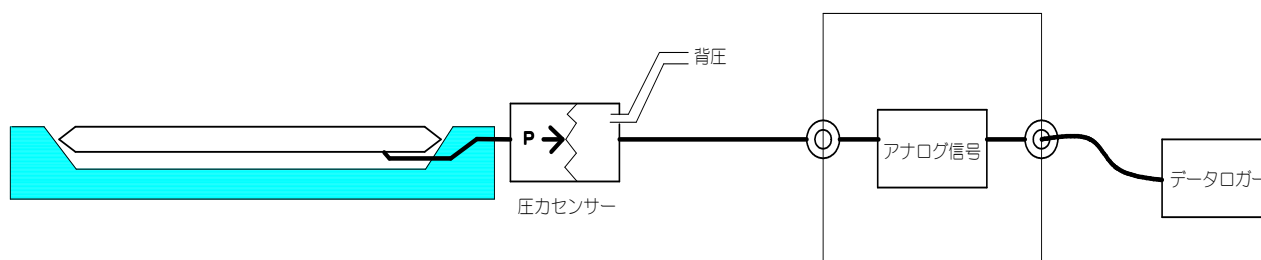 背圧
P
アナログ信号
データロガー
圧力センサー